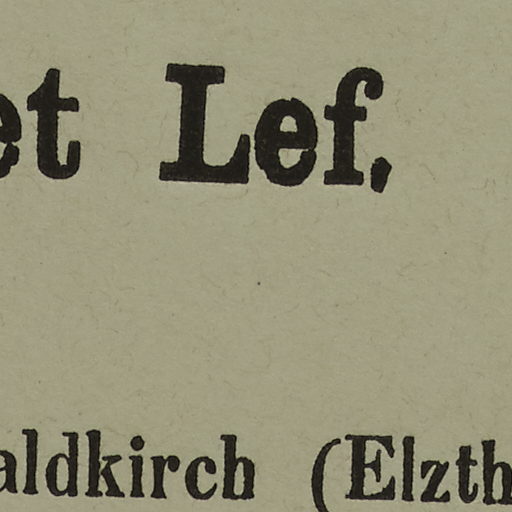 et Lef,
aldkirch (Elzth